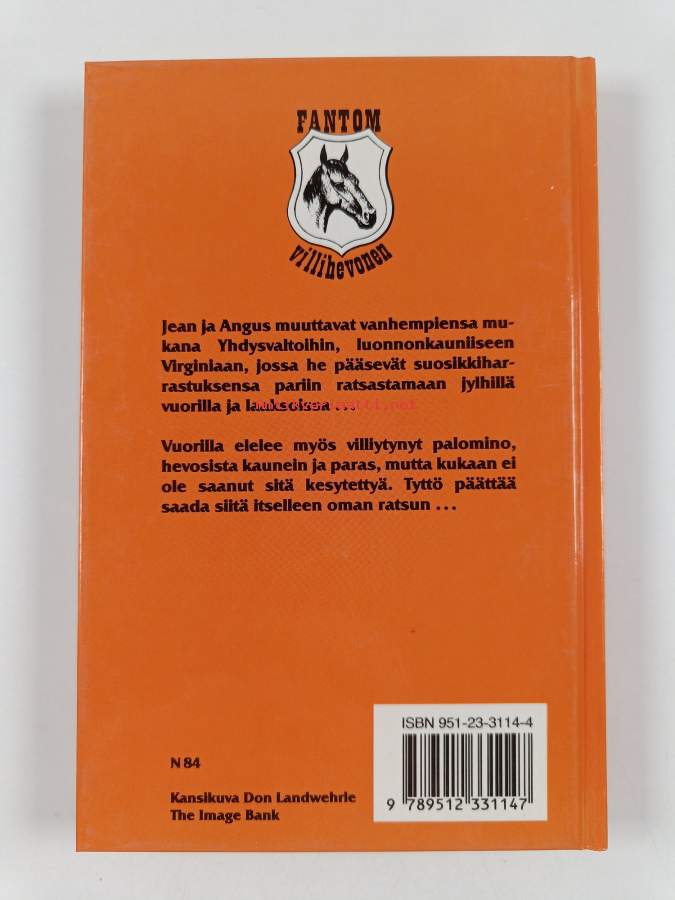 FANTOM
villihevonen
Jean ja Angus muuttavat vanhempiensa mu-
kana Yhdysvaltoihin, luonnonkauniiseen
Virginiaan, jossa he pääsevät suosikkihar-
rastuksensa pariin ratsastamaan jylhillä
vuorilla ja
Vuorilla elelee myös villiytynyt palomino,
hevosista kaunein ja paras, mutta kukaan ei
ole saanut sitä kesytettyä. Tyttö päättää
saada siitä itselleen oman ratsun ...
ISBN 951-23-3114-4
N 84
Kansikuva Don Landwehrle
The Image Bank
9 789512 331147